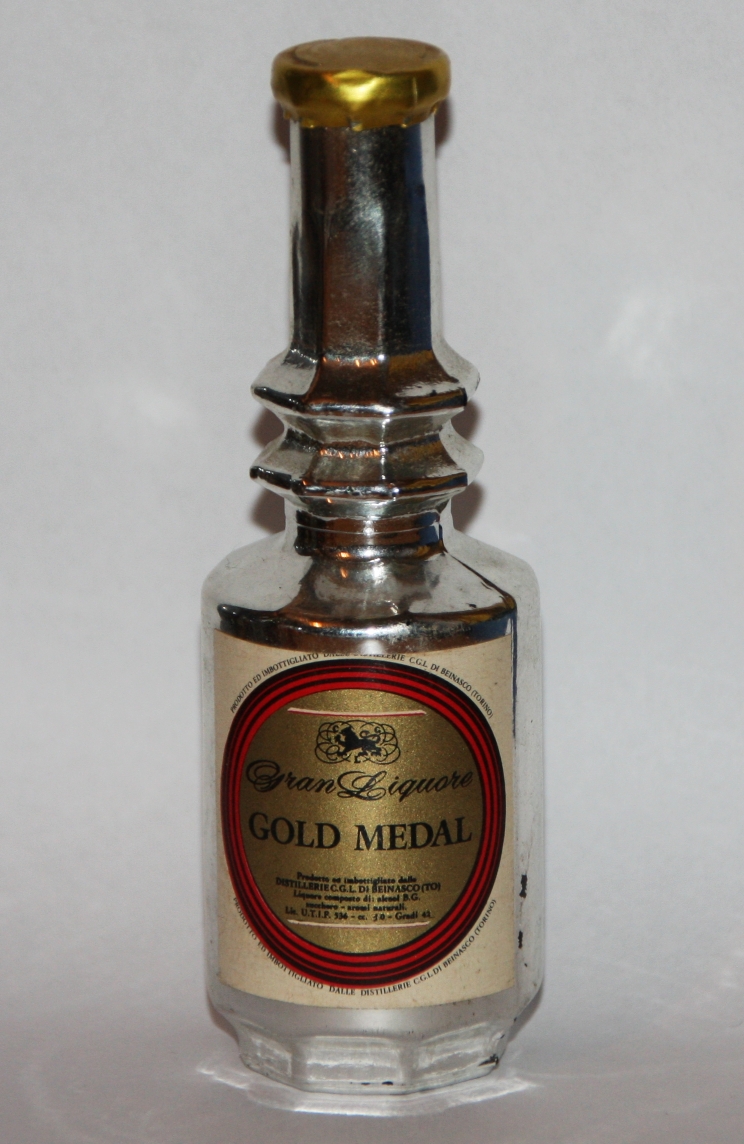 PRODOTTO ED IMBOTTIGLIATO DALLE DISTILLERIE C.G.L. DI BEINASCO (TORINO)
Gran Liquore
GOLD MEDAL
Prodotto ed imbottigliato dalle
DISTILLERIE C.G.L. DI BEINASCO (TO)
Liquore composto di: alcool B.G.
zucchero - aromi naturali.
Lic. U.T.I.F. 536 - cc. 50 - Gradi 42
PRODOTTO ED IMBOTTIGLIATO DALLE DISTILLERIE C.G.L. DI BEINASCO (TORINO)